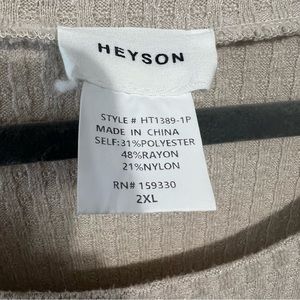 HEYSON
STYLE # HT1389-1P
MADE IN CHINA
SELF:31%POLYESTER
48%RAYON
21%NYLON
RN# 159330
2XL